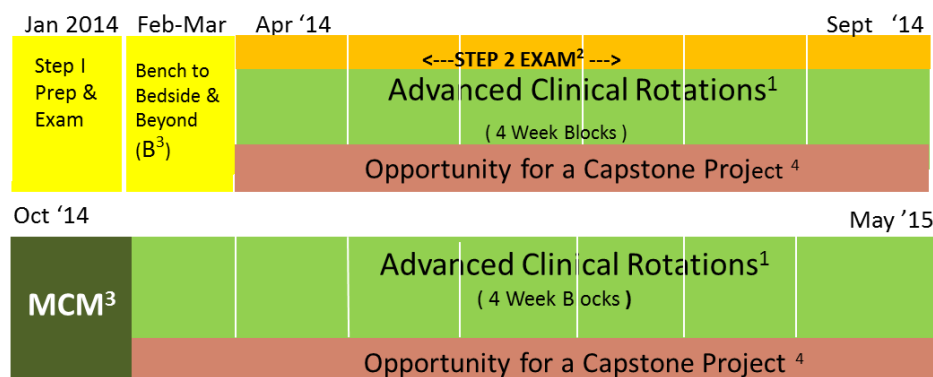 Jan 2014 Feb-Mar Apr ‘14 Sept ‘14
Step I
Prep &
Exam
Bench to
Bedside &
Beyond
(B³)
<---STEP 2 EXAM² --->
Advanced Clinical Rotations¹
( 4 Week Blocks )
Opportunity for a Capstone Project ⁴
Oct ‘14 May ’15
MCM³
Advanced Clinical Rotations¹
( 4 Week Blocks )
Opportunity for a Capstone Project ⁴